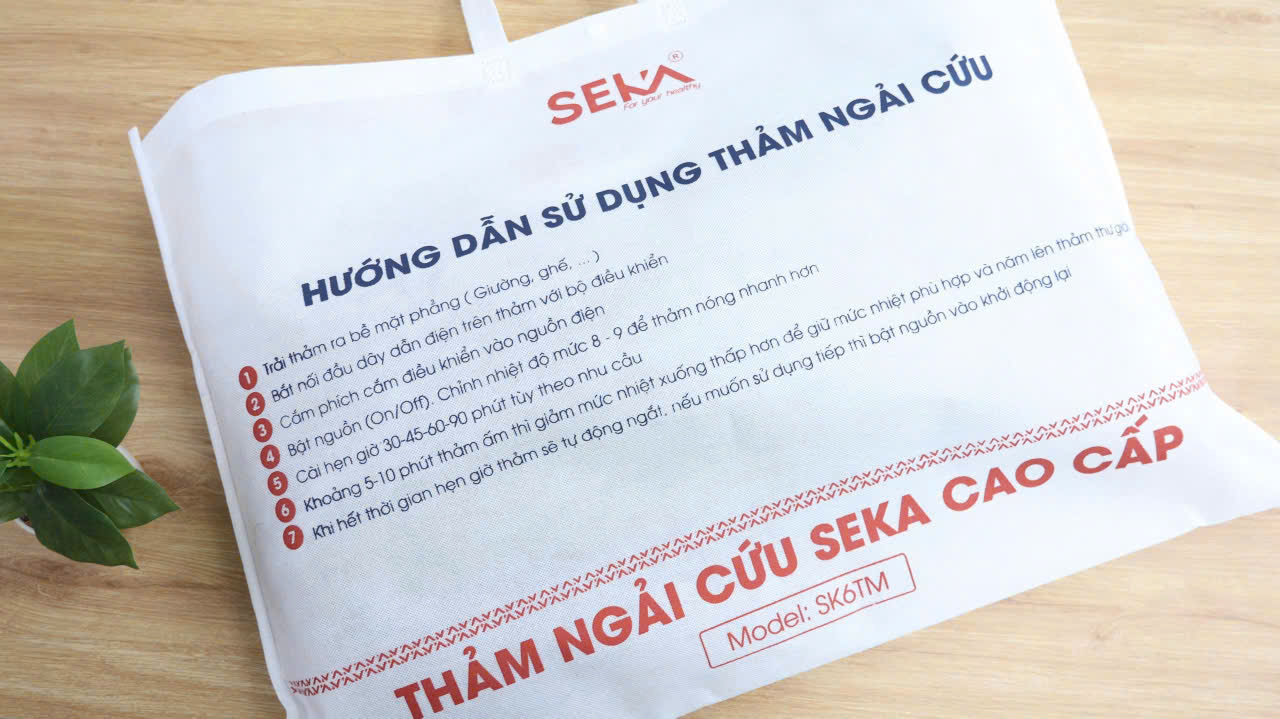 SEKA®
For your healthy
HƯỚNG DẪN SỬ DỤNG THẢM NGẢI CỨU
1 Trải thảm ra bề mặt phẳng ( Giường, ghế, ... )
2 Bắt nối đầu dây dẫn điện trên thảm với bộ điều khiển
3 Cắm phích cắm điều khiển vào nguồn điện
4 Bật nguồn (On/Off). Chỉnh nhiệt độ mức 8 - 9 để thảm nóng nhanh hơn
5 Cài hẹn giờ 30-45-60-90 phút tùy theo nhu cầu
6 Khoảng 5-10 phút thảm ấm thì giảm mức nhiệt xuống thấp hơn để giữ mức nhiệt phù hợp và nằm lên thảm thư giãn.
7 Khi hết thời gian hẹn giờ thảm sẽ tự động ngắt. nếu muốn sử dụng tiếp thì bật nguồn vào khởi động lại
THẢM NGẢI CỨU SEKA CAO CẤP
Model: SK6TM